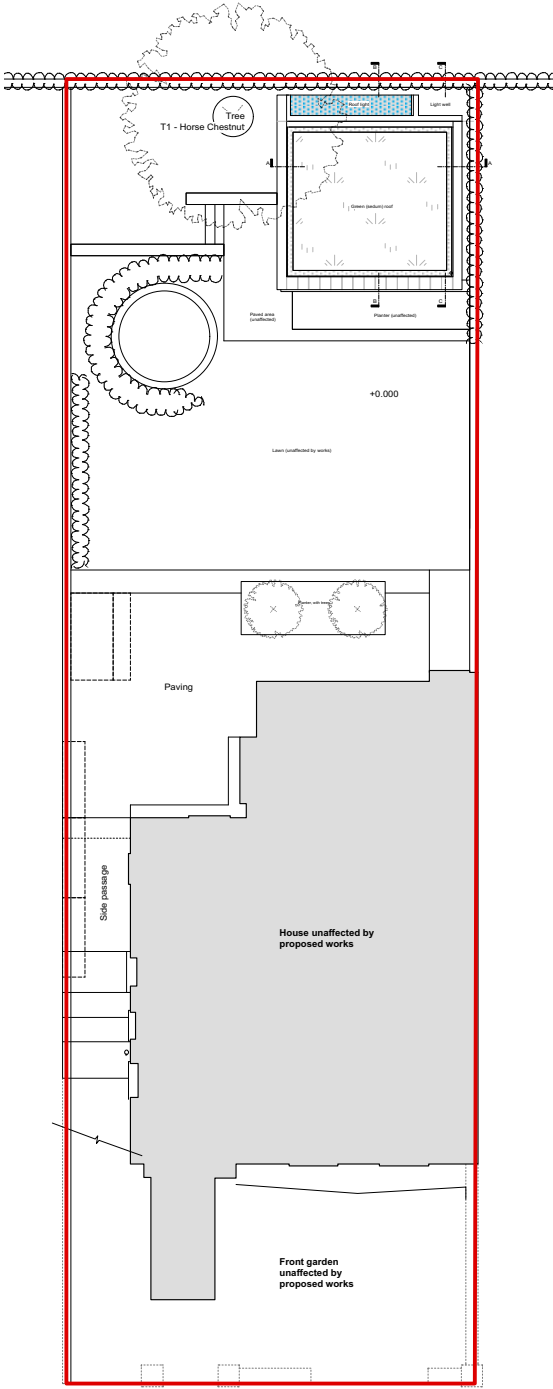 B
C
Roof light
Light well
Tree
T1 - Horse Chestnut
A
A
Green (sedum) roof
B
C
Paved area
(unaffected)
Planter (unaffected)
+0.000
Lawn (unaffected by works)
Planter, with trees
Paving
Side passage
House unaffected by
proposed works
Front garden
unaffected by
proposed works